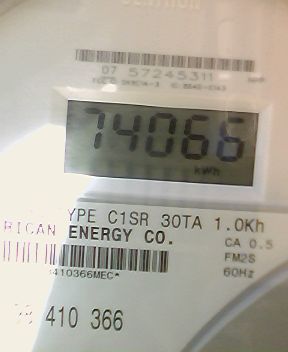 07 57245311
74066
kWh
YPE C1SR 30TA 1.0Kh
RICAN ENERGY CO.
CA 0.5
FM2S
410366MEC*
60Hz
410 366